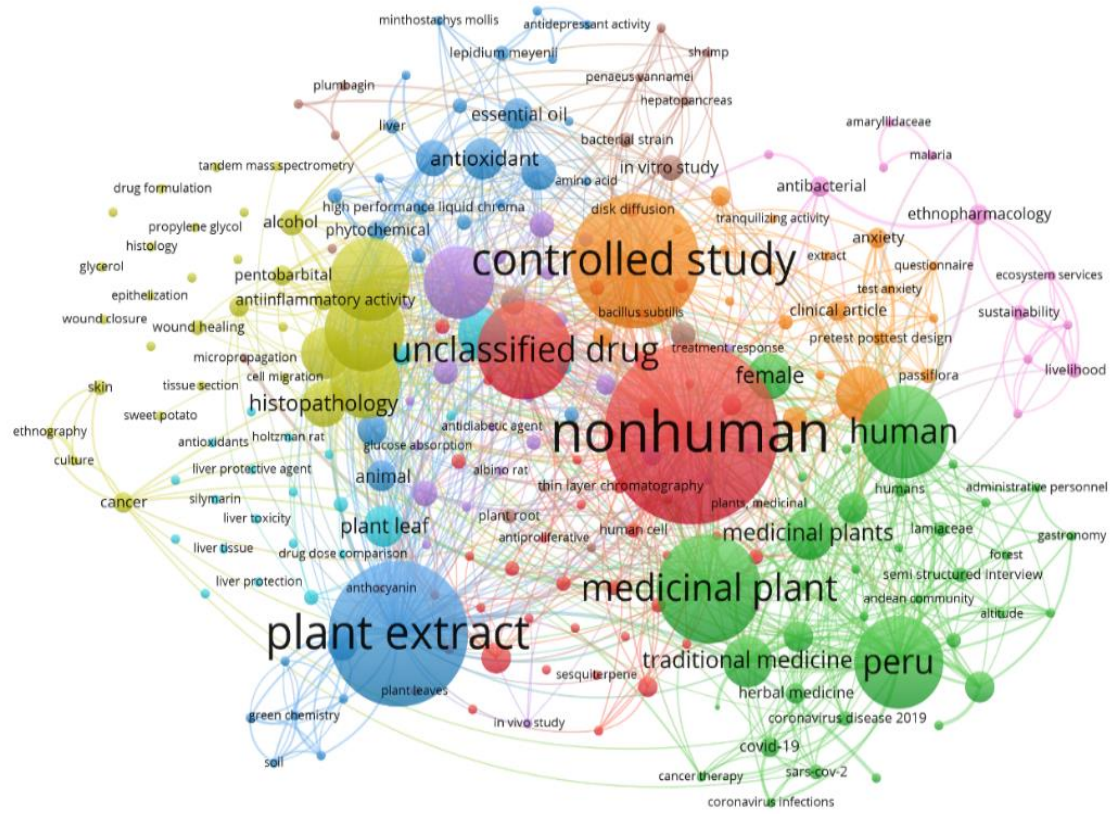 minthostachys mollis
antidepressant activity
lepidium meyenii
shrimp
plumbagin
penaeus vannamei
hepatopancreas
essential oil
liver
amaryllidaceae
bacterial strain
antioxidant
malaria
tandem mass spectrometry
in vitro study
amino acid
drug formulation
antibacterial
high performance liquid chroma
disk diffusion
propylene glycol
alcohol
phytochemical
tranquilizing activity
ethnopharmacology
histology
anxiety
controlled study
extract
glycerol
pentobarbital
questionnaire
ecosystem services
epithelization
antiinflammatory activity
test anxiety
wound closure
wound healing
bacillus subtilis
clinical article
sustainability
micropropagation
unclassified drug
treatment response
pretest posttest design
cell migration
female
passiflora
livelihood
skin
tissue section
histopathology
sweet potato
ethnography
antioxidants
holtzman rat
antidiabetic agent
nonhuman
human
glucose absorption
culture
liver protective agent
animal
albino rat
thin layer chromatography
humans
administrative personnel
cancer
silymarin
plants, medicinal
liver toxicity
plant leaf
plant root
human cell
medicinal plants
lamiaceae
gastronomy
antiproliferative
liver tissue
drug dose comparison
forest
liver protection
anthocyanin
medicinal plant
semi structured interview
andean community
altitude
plant extract
traditional medicine
peru
sesquiterpene
plant leaves
herbal medicine
green chemistry
in vivo study
coronavirus disease 2019
covid-19
soil
cancer therapy
sars-cov-2
coronavirus infections